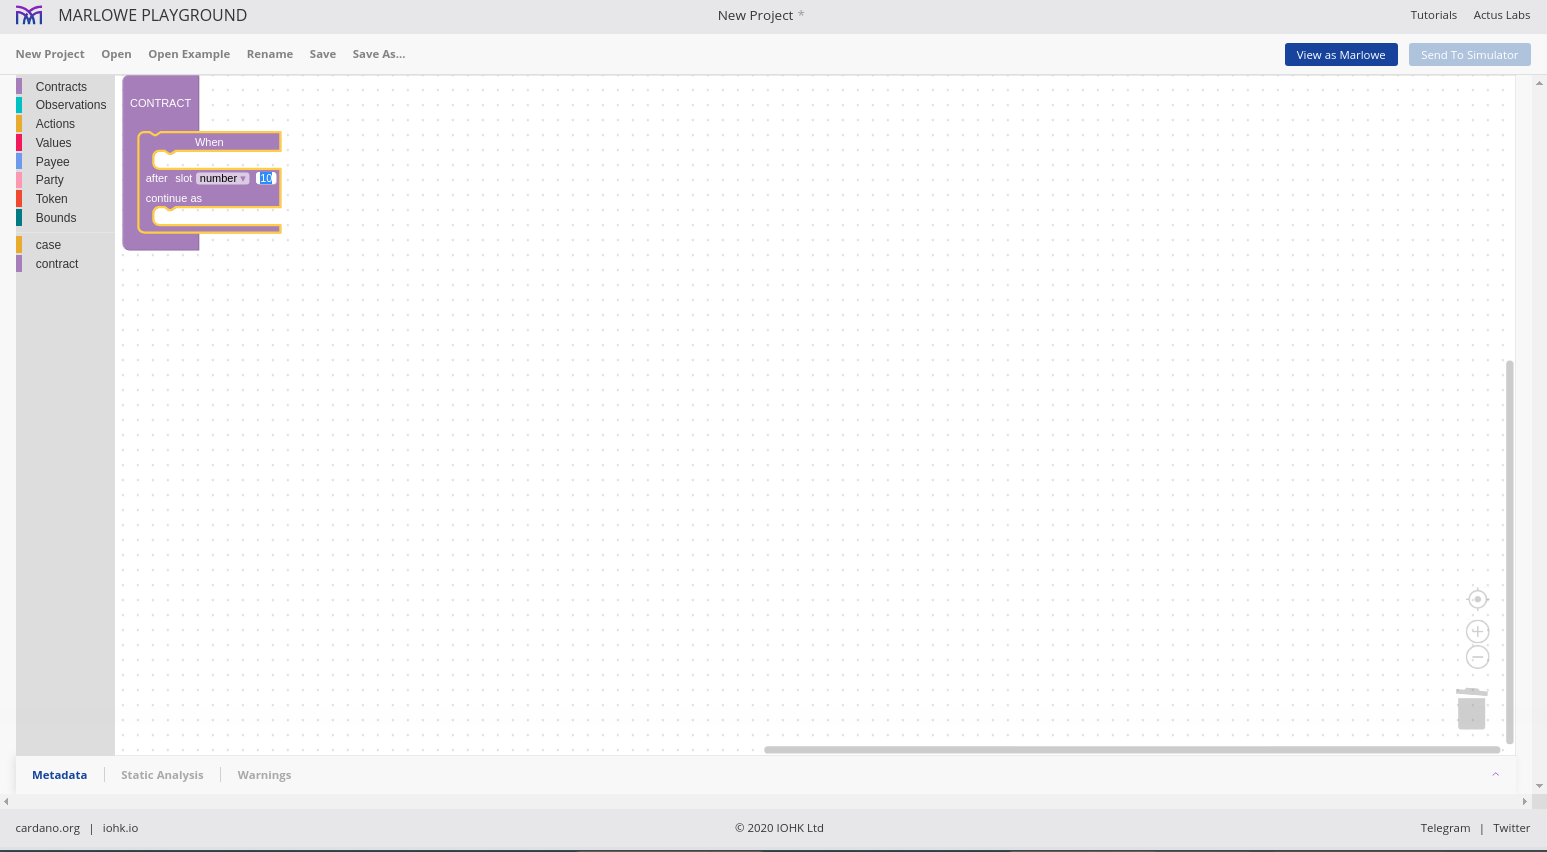 MARLOWE PLAYGROUND
New Project *
Tutorials Actus Labs
New Project Open Open Example Rename Save Save As...
View as Marlowe Send To Simulator
Contracts
Observations
Actions
Values
Payee
Party
Token
Bounds
case
contract
CONTRACT
When
after slot number 10
continue as
Metadata Static Analysis Warnings
cardano.org | iohk.io
© 2020 IOHK Ltd
Telegram | Twitter